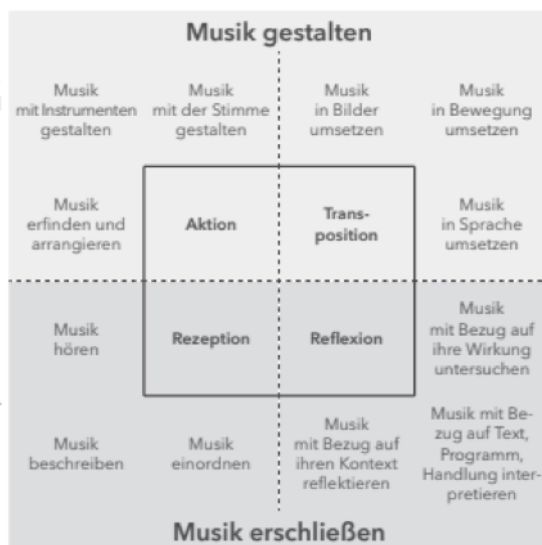 Musik gestalten
Musik
mit Instrumenten
gestalten
Musik
mit der Stimme
gestalten
Musik
in Bilder
umsetzen
Musik
in Bewegung
umsetzen
Musik
erfinden und
arrangieren
Aktion
Trans-
position
Musik
in Sprache
umsetzen
Musik
hören
Rezeption
Reflexion
Musik
mit Bezug auf
ihre Wirkung
untersuchen
Musik
beschreiben
Musik
einordnen
Musik
mit Bezug auf
ihren Kontext
reflektieren
Musik mit Be-
zug auf Text,
Programm,
Handlung inter-
pretieren
Musik erschließen